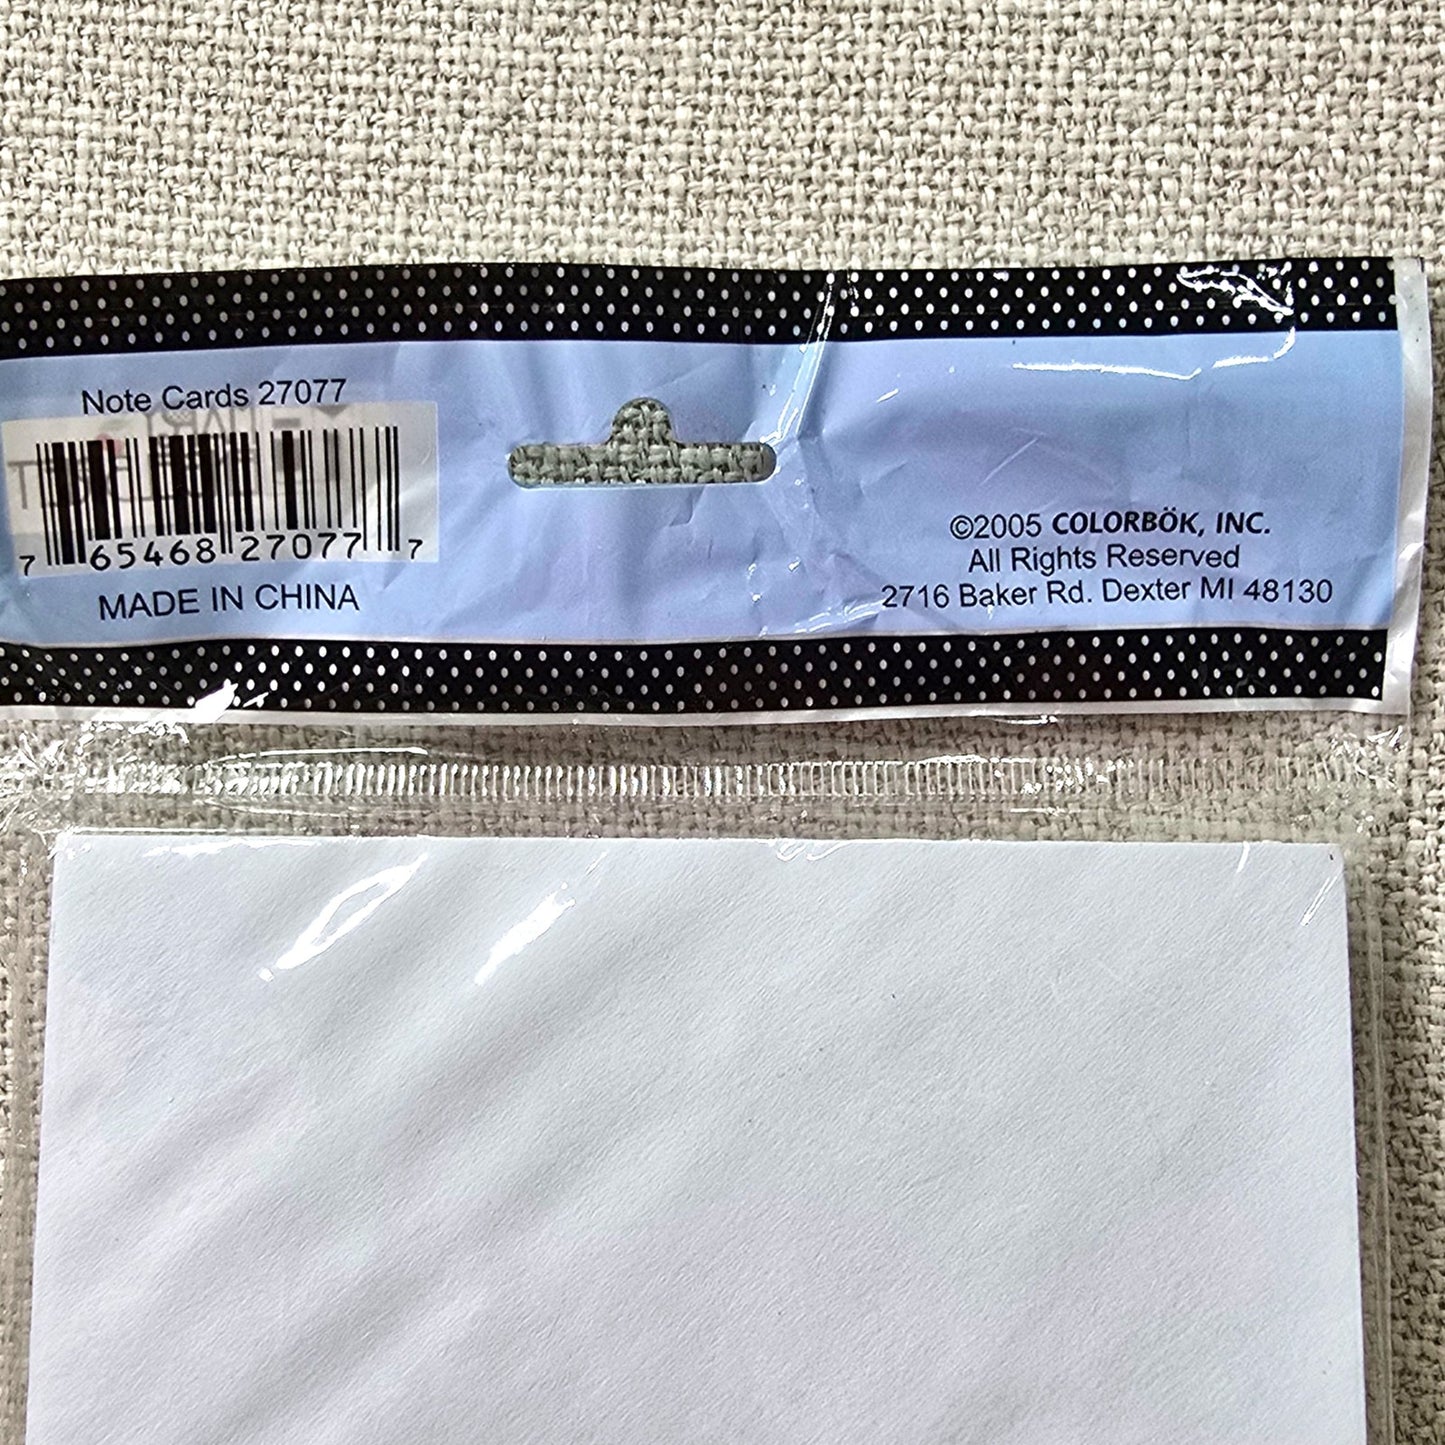 Note Cards 27077
7 65468 27077 7
MADE IN CHINA
©2005 COLORBÖK, INC.
All Rights Reserved
2716 Baker Rd. Dexter MI 48130